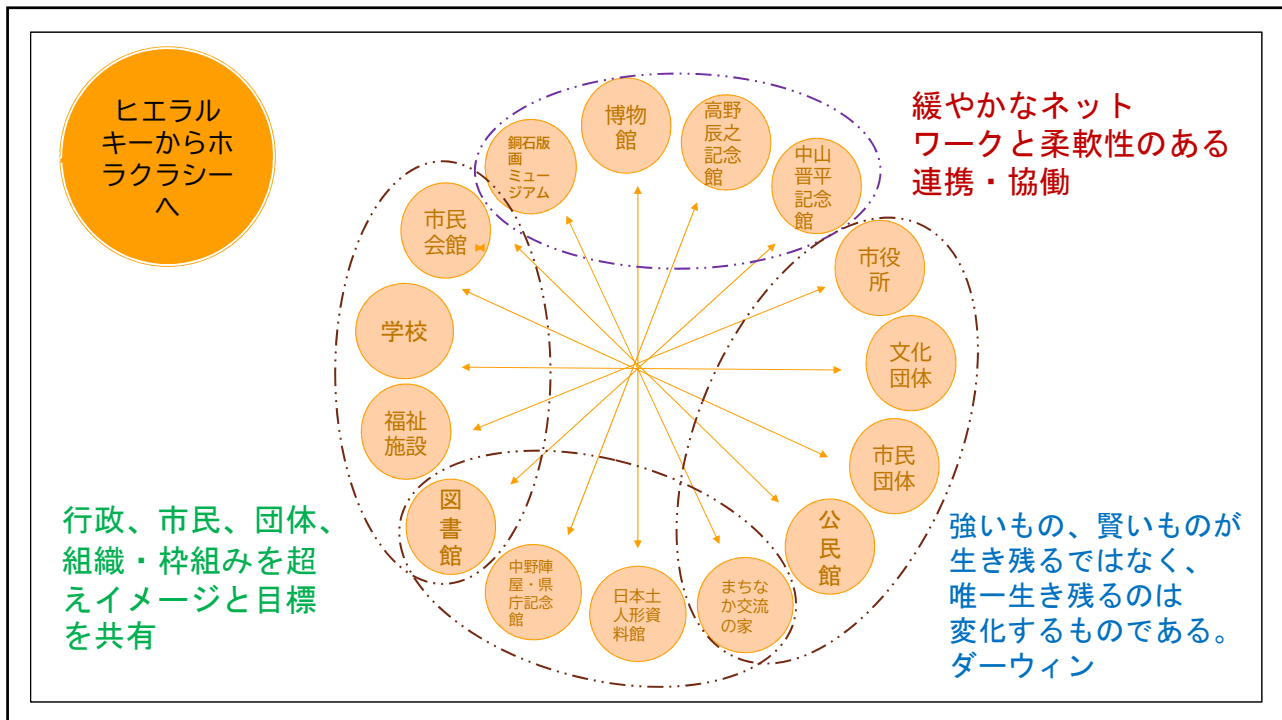 ヒエラル
キーからホ
ラクラシー
へ
緩やかなネット
ワークと柔軟性のある
連携・協働
博物
館
高野
辰之
記念
館
中山
晋平
記念
館
銅石版
画
ミュー
ジアム
市民
会館
市役
所
学校
文化
団体
福祉
施設
市民
団体
図
書
館
公
民
館
中野陣
屋・県
庁記念
館
日本土
人形資
料館
まちな
か交流
の家
行政、市民、団体、
組織・枠組みを超
えイメージと目標
を共有
強いもの、賢いものが
生き残るではなく、
唯一生き残るのは
変化するものである。
ダーウィン